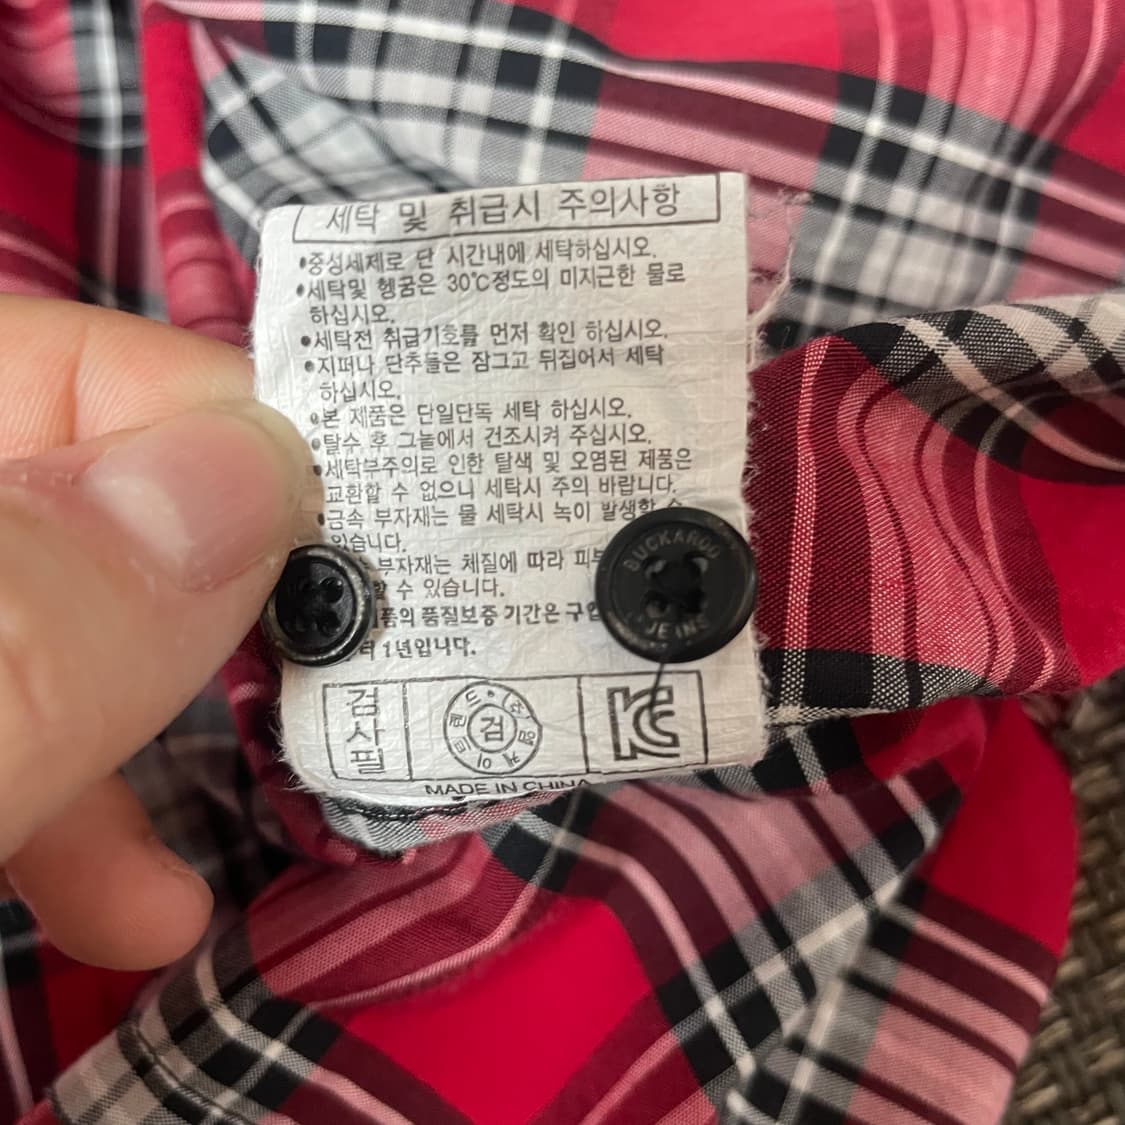 세탁 및 취급시 주의사항
•중성세제로 단 시간내에 세탁하십시오.
•세탁및 헹굼은 30℃정도의 미지근한 물로
하십시오.
•세탁전 취급기호를 먼저 확인 하십시오.
•지퍼나 단추들은 잠그고 뒤집어서 세탁
하십시오.
•본 제품은 단일단독 세탁 하십시오.
•탈수 후 그늘에서 건조시켜 주십시오.
•세탁부주의로 인한 탈색 및 오염된 제품은
교환할 수 없으니 세탁시 주의 바랍니다.
•금속 부자재는 물 세탁시 녹이 발생할 수
있습니다.
부자재는 체질에 따라
할 수 있습니다.
품의 품질보증 기간은
터 1년입니다.
BUCKAROO
JEINS
검
사
필
검
MADE IN CHINA